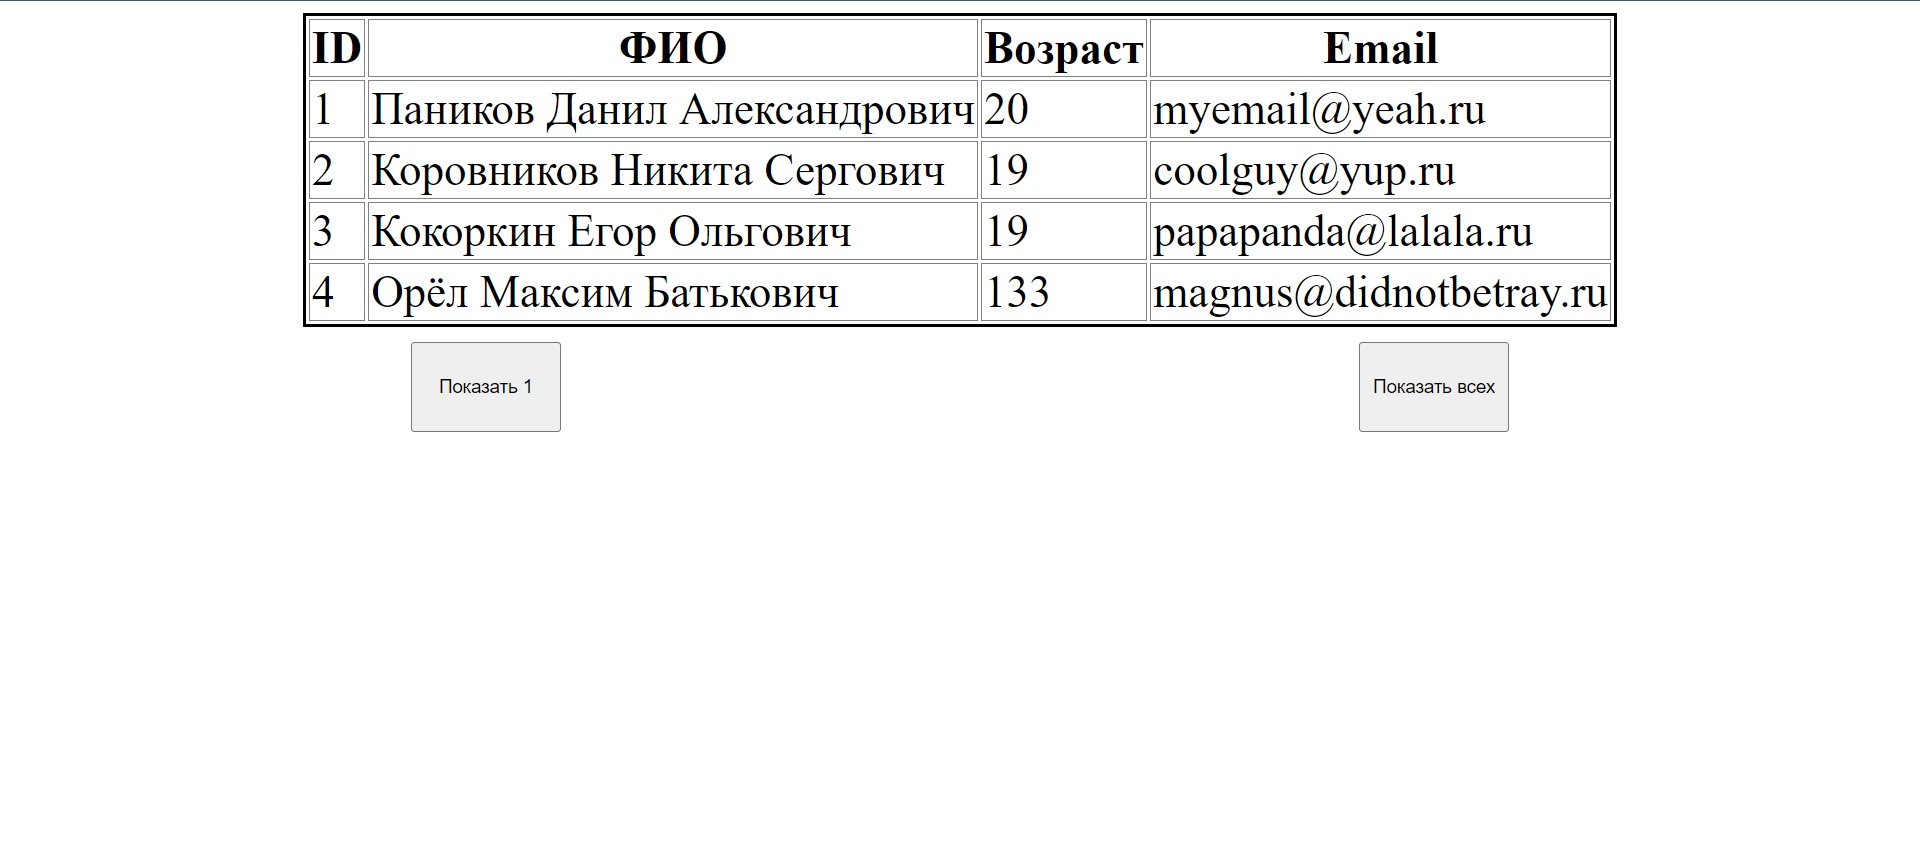 ID ФИО Возраст Email
1 Паников Данил Александрович 20 myemail@yeah.ru
2 Коровников Никита Сергович 19 coolguy@yup.ru
3 Кокоркин Егор Ольгович 19 papapanda@lalala.ru
4 Орёл Максим Батькович 133 magnus@didnotbetray.ru
Показать 1 Показать всех